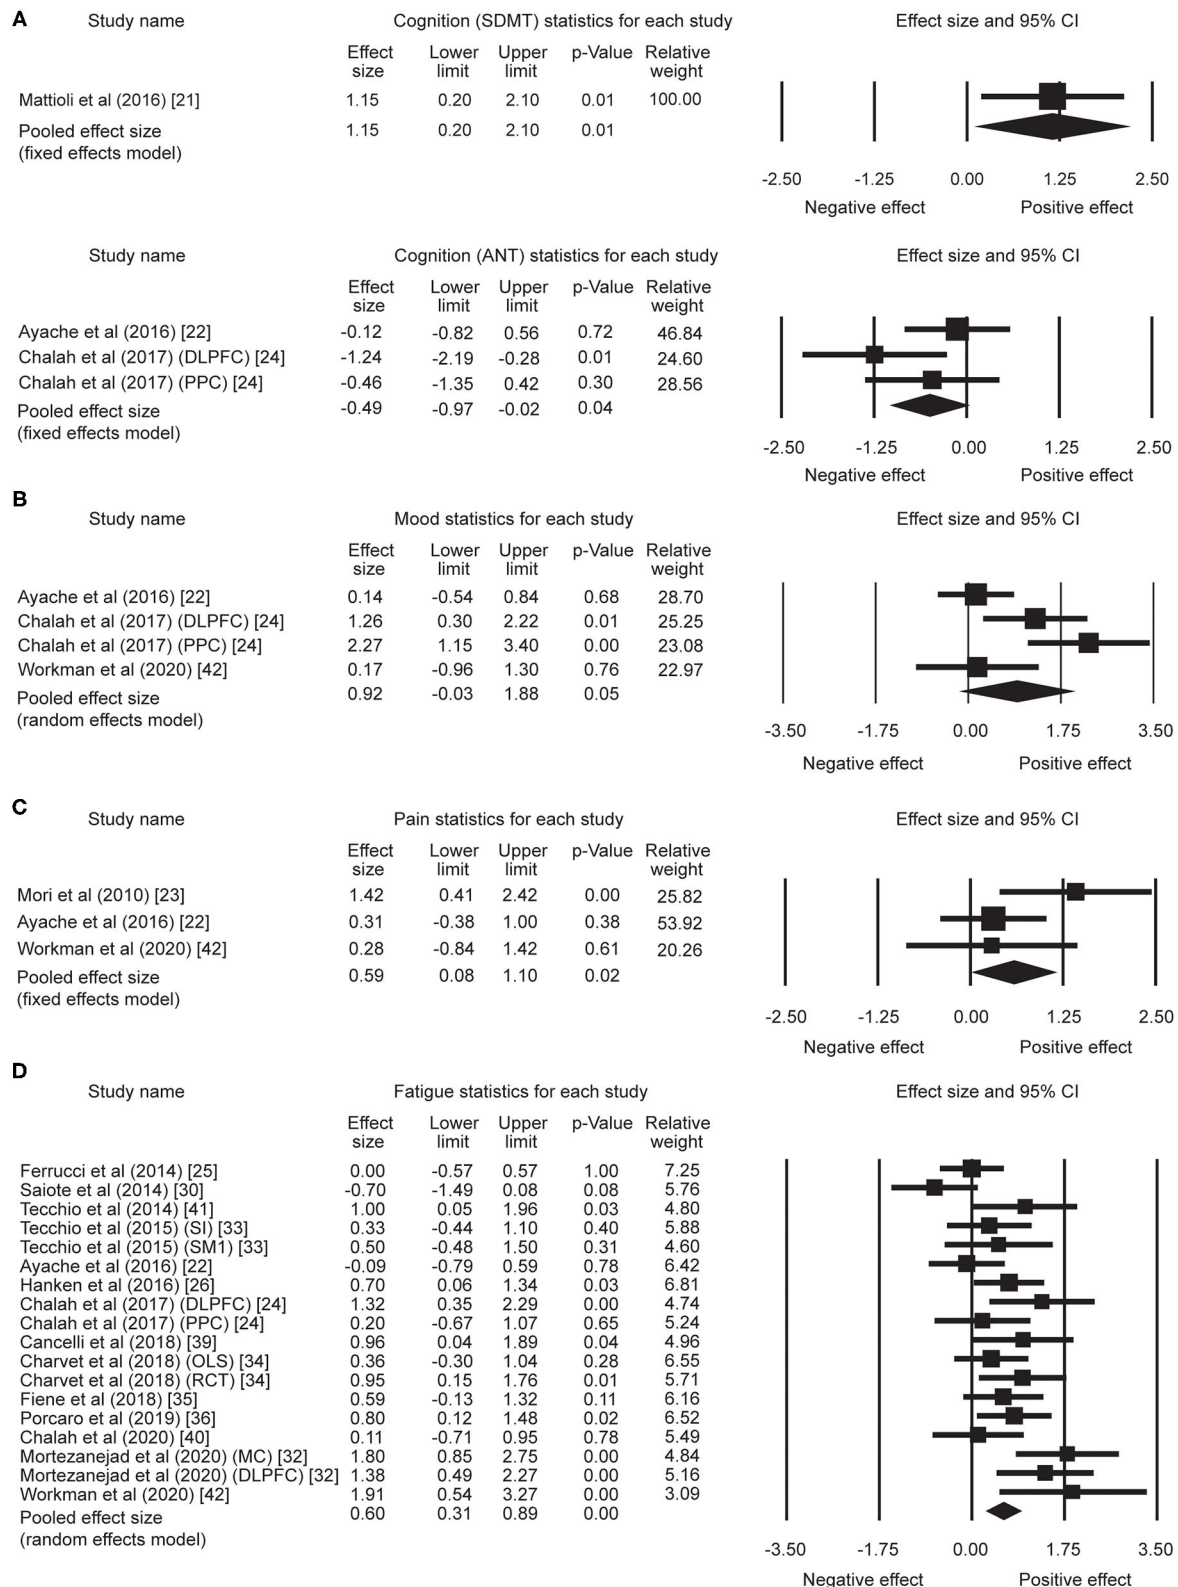 A
Study name Cognition (SDMT) statistics for each study Effect size and 95% CI
Effect size Lower limit Upper limit p-Value Relative weight
Mattioli et al (2016) [21] 1.15 0.20 2.10 0.01 100.00
Pooled effect size 1.15 0.20 2.10 0.01
(fixed effects model)
-2.50 -1.25 0.00 1.25 2.50
Negative effect Positive effect
Study name Cognition (ANT) statistics for each study Effect size and 95% CI
Effect size Lower limit Upper limit p-Value Relative weight
Ayache et al (2016) [22] -0.12 -0.82 0.56 0.72 46.84
Chalah et al (2017) (DLPFC) [24] -1.24 -2.19 -0.28 0.01 24.60
Chalah et al (2017) (PPC) [24] -0.46 -1.35 0.42 0.30 28.56
Pooled effect size -0.49 -0.97 -0.02 0.04
(fixed effects model)
-2.50 -1.25 0.00 1.25 2.50
Negative effect Positive effect
B
Study name Mood statistics for each study Effect size and 95% CI
Effect size Lower limit Upper limit p-Value Relative weight
Ayache et al (2016) [22] 0.14 -0.54 0.84 0.68 28.70
Chalah et al (2017) (DLPFC) [24] 1.26 0.30 2.22 0.01 25.25
Chalah et al (2017) (PPC) [24] 2.27 1.15 3.40 0.00 23.08
Workman et al (2020) [42] 0.17 -0.96 1.30 0.76 22.97
Pooled effect size 0.92 -0.03 1.88 0.05
(random effects model)
-3.50 -1.75 0.00 1.75 3.50
Negative effect Positive effect
C
Study name Pain statistics for each study Effect size and 95% CI
Effect size Lower limit Upper limit p-Value Relative weight
Mori et al (2010) [23] 1.42 0.41 2.42 0.00 25.82
Ayache et al (2016) [22] 0.31 -0.38 1.00 0.38 53.92
Workman et al (2020) [42] 0.28 -0.84 1.42 0.61 20.26
Pooled effect size 0.59 0.08 1.10 0.02
(fixed effects model)
-2.50 -1.25 0.00 1.25 2.50
Negative effect Positive effect
D
Study name Fatigue statistics for each study Effect size and 95% CI
Effect size Lower limit Upper limit p-Value Relative weight
Ferrucci et al (2014) [25] 0.00 -0.57 0.57 1.00 7.25
Saiote et al (2014) [30] -0.70 -1.49 0.08 0.08 5.76
Tecchio et al (2014) [41] 1.00 0.05 1.96 0.03 4.80
Tecchio et al (2015) (SI) [33] 0.33 -0.44 1.10 0.40 5.88
Tecchio et al (2015) (SM1) [33] 0.50 -0.48 1.50 0.31 4.60
Ayache et al (2016) [22] -0.09 -0.79 0.59 0.78 6.42
Hanken et al (2016) [26] 0.70 0.06 1.34 0.03 6.81
Chalah et al (2017) (DLPFC) [24] 1.32 0.35 2.29 0.00 4.74
Chalah et al (2017) (PPC) [24] 0.20 -0.67 1.07 0.65 5.24
Cancelli et al (2018) [39] 0.96 0.04 1.89 0.04 4.96
Charvet et al (2018) (OLS) [34] 0.36 -0.30 1.04 0.28 6.55
Charvet et al (2018) (RCT) [34] 0.95 0.15 1.76 0.01 5.71
Fiene et al (2018) [35] 0.59 -0.13 1.32 0.11 6.16
Porcaro et al (2019) [36] 0.80 0.12 1.48 0.02 6.52
Chalah et al (2020) [40] 0.11 -0.71 0.95 0.78 5.49
Mortezanejad et al (2020) (MC) [32] 1.80 0.85 2.75 0.00 4.84
Mortezanejad et al (2020) (DLPFC) [32] 1.38 0.49 2.27 0.00 5.16
Workman et al (2020) [42] 1.91 0.54 3.27 0.00 3.09
Pooled effect size 0.60 0.31 0.89 0.00
(random effects model)
-3.50 -1.75 0.00 1.75 3.50
Negative effect Positive effect